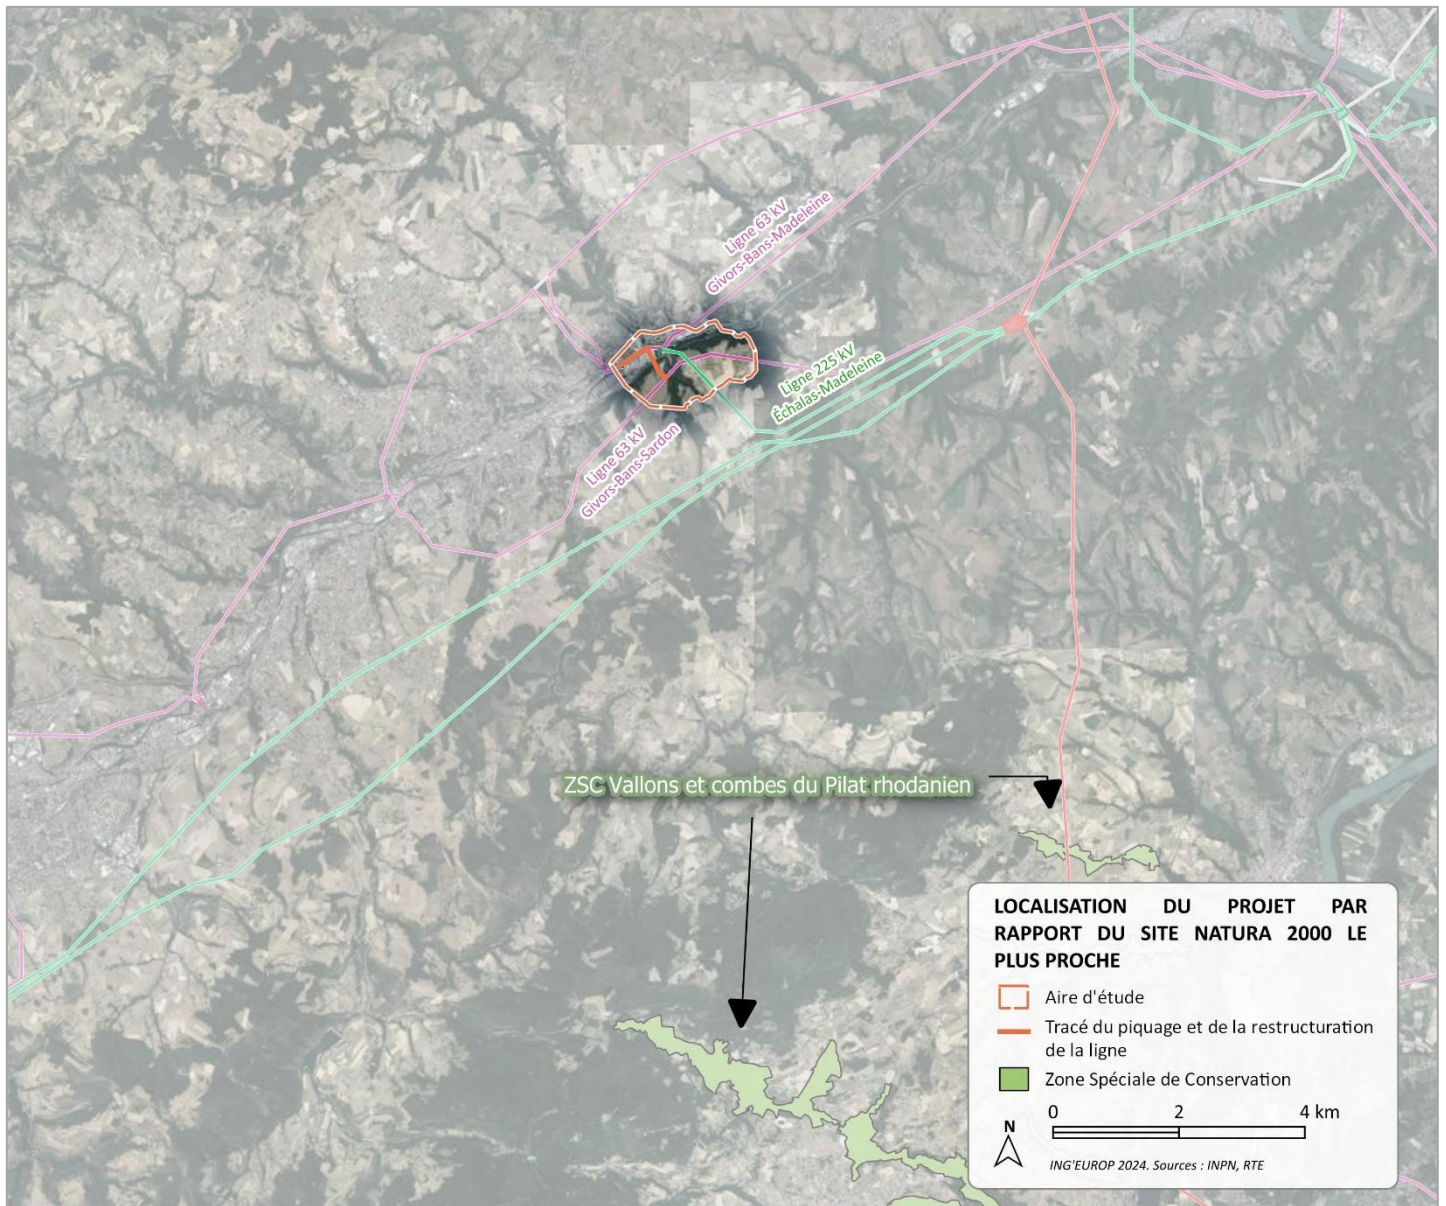 Ligne 63 kV
Givors-Bans-Madeleine
Ligne 225 kV
Échalas-Madeleine
Ligne 63 kV
Givors-Bans-Sardon
ZSC Vallons et combes du Pilat rhodanien
LOCALISATION DU PROJET PAR
RAPPORT DU SITE NATURA 2000 LE
PLUS PROCHE
Aire d'étude
Tracé du piquage et de la restructuration
de la ligne
Zone Spéciale de Conservation
0 2 4 km
N
ING'EUROP 2024. Sources : INPN, RTE